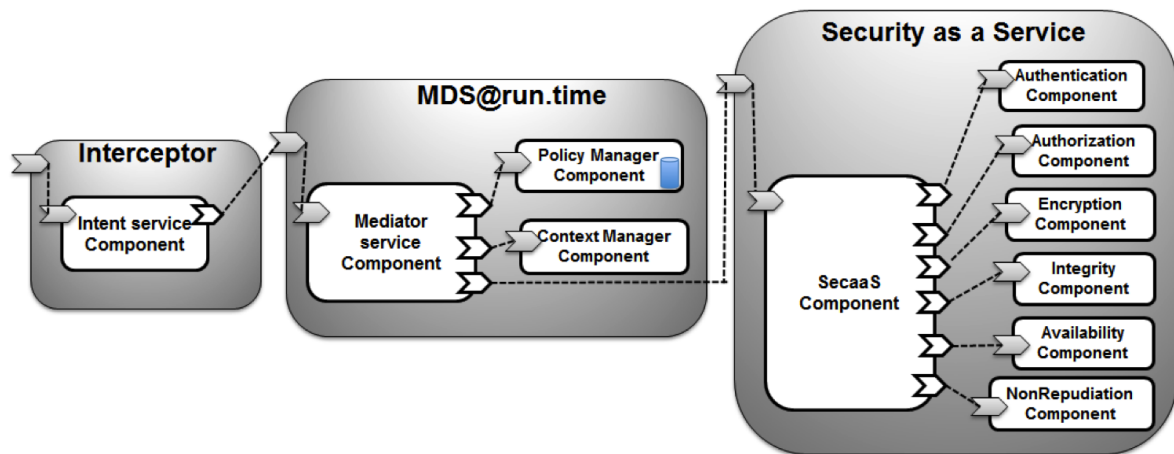 Interceptor
Intent service
Component
MDS@run.time
Mediator
service
Component
Policy Manager
Component
Context Manager
Component
Security as a Service
SecaaS
Component
Authentication
Component
Authorization
Component
Encryption
Component
Integrity
Component
Availability
Component
NonRepudiation
Component